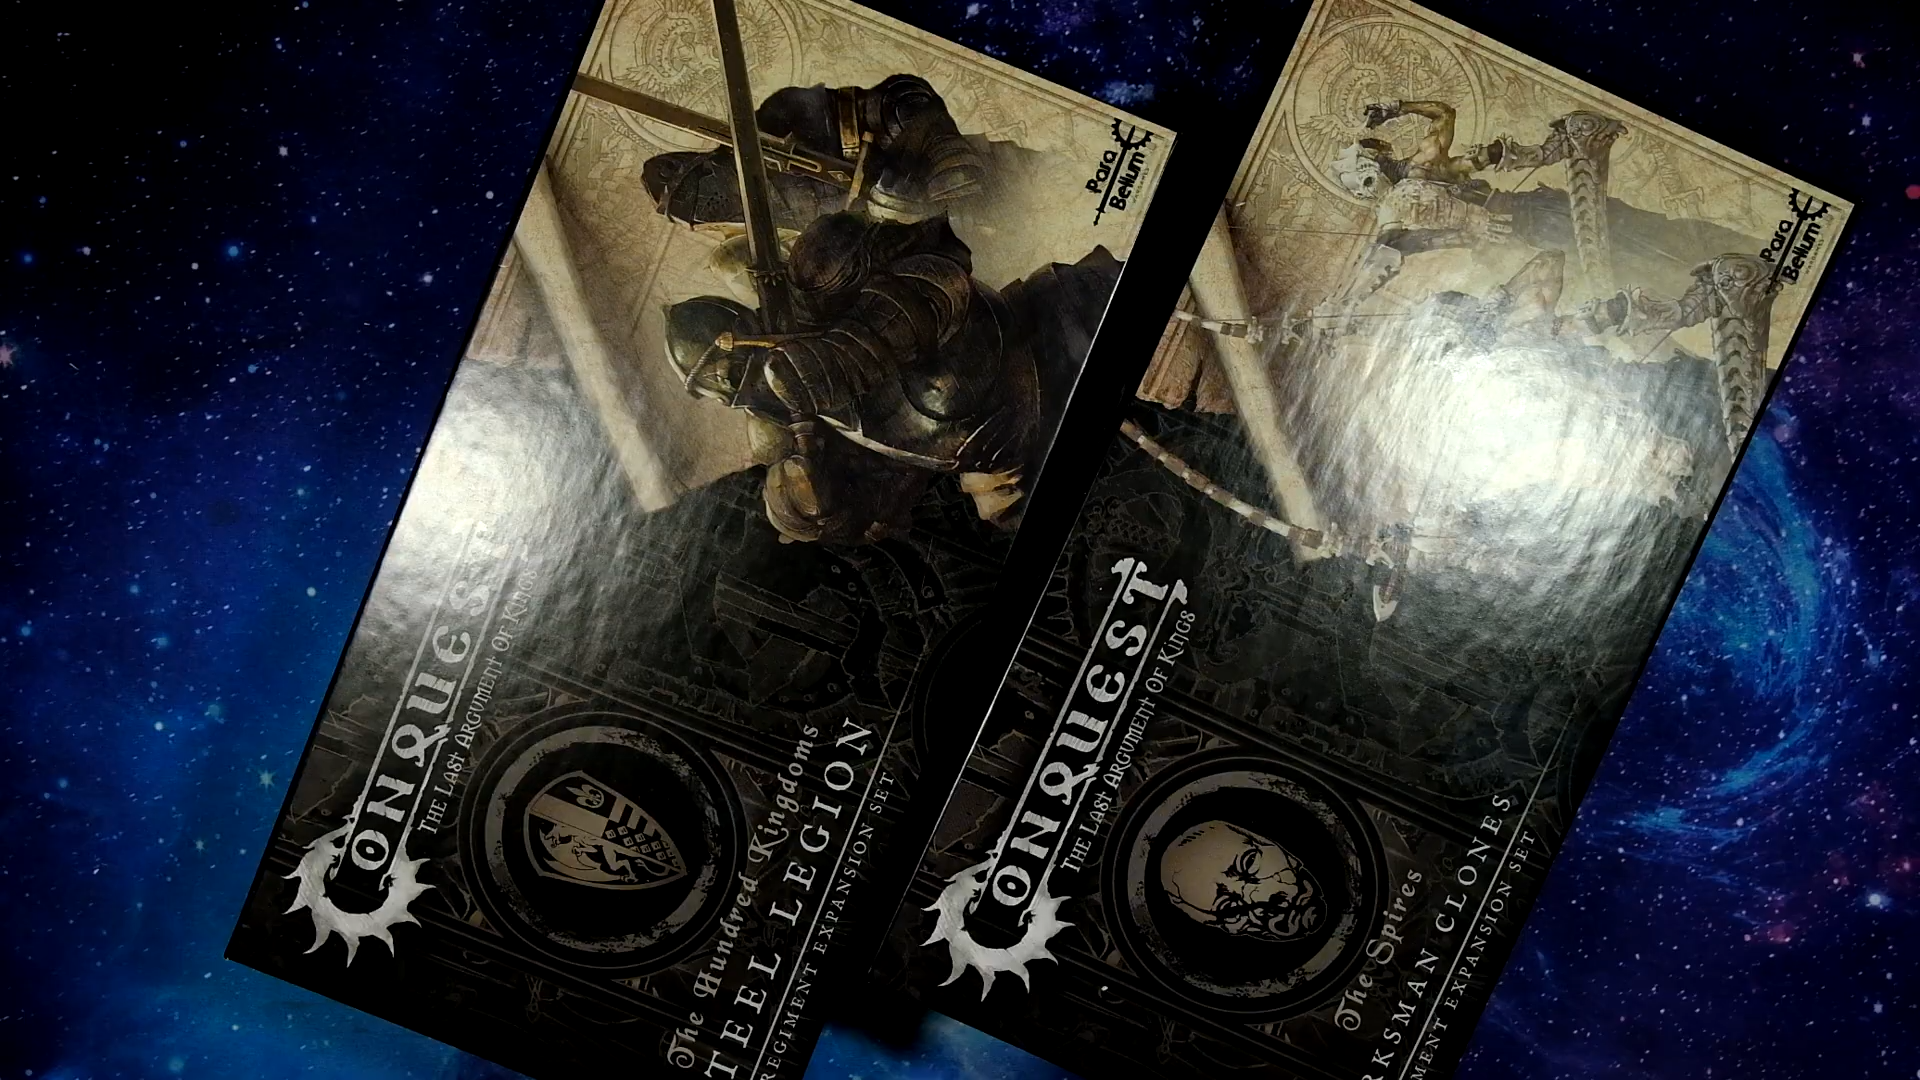 Para
Bellum
CONQUEST
THE LAST ARGUMENT OF KINGS
The Hundred Kingdoms
TEEL LEGION
REGIMENT EXPANSION SET
Para
Bellum
CONQUEST
THE LAST ARGUMENT OF KINGS
The Spires
RKSMAN CLONES
MENT EXPANSION SET